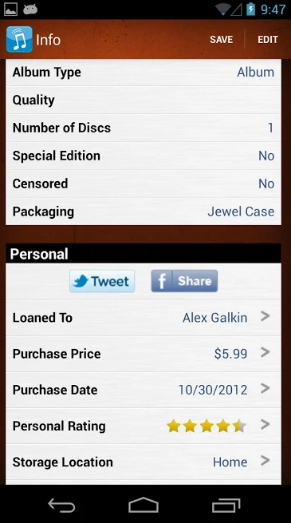 9:47
Info SAVE EDIT
Album Type Album
Quality
Number of Discs 1
Special Edition No
Censored No
Packaging Jewel Case
Personal
Tweet f Share
Loaned To Alex Galkin >
Purchase Price $5.99 >
Purchase Date 10/30/2012 >
Personal Rating >
Storage Location Home >